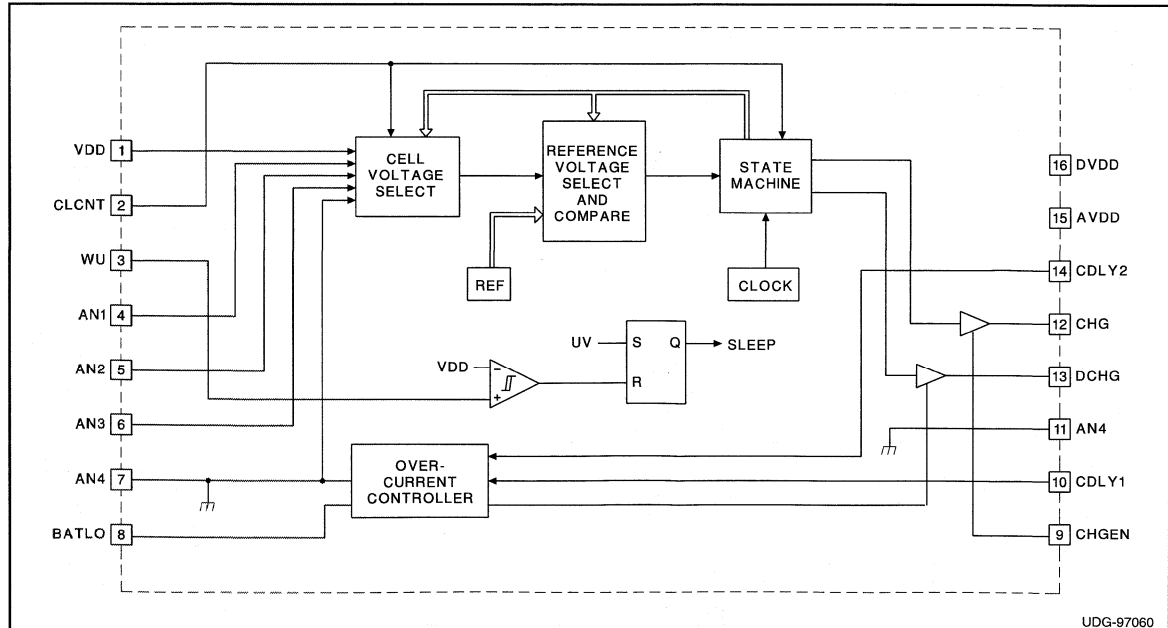 VDD 1
CLCNT 2
WU 3
AN1 4
AN2 5
AN3 6
AN4 7
BATLO 8
CELL
VOLTAGE
SELECT
REFERENCE
VOLTAGE
SELECT
AND
COMPARE
STATE
MACHINE
REF
CLOCK
VDD
−
+
UV
S
Q
R
SLEEP
OVER-
CURRENT
CONTROLLER
16 DVDD
15 AVDD
14 CDLY2
12 CHG
13 DCHG
11 AN4
10 CDLY1
9 CHGEN
UDG-97060